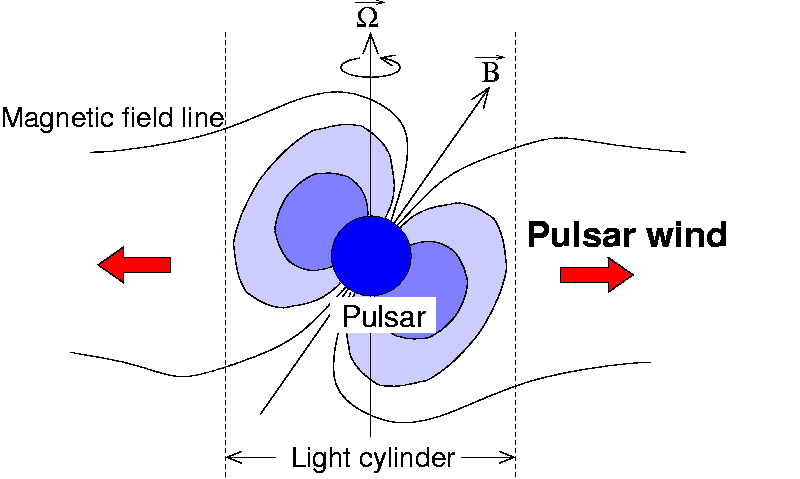 Ω
B
Magnetic field line
Pulsar wind
Pulsar
Light cylinder